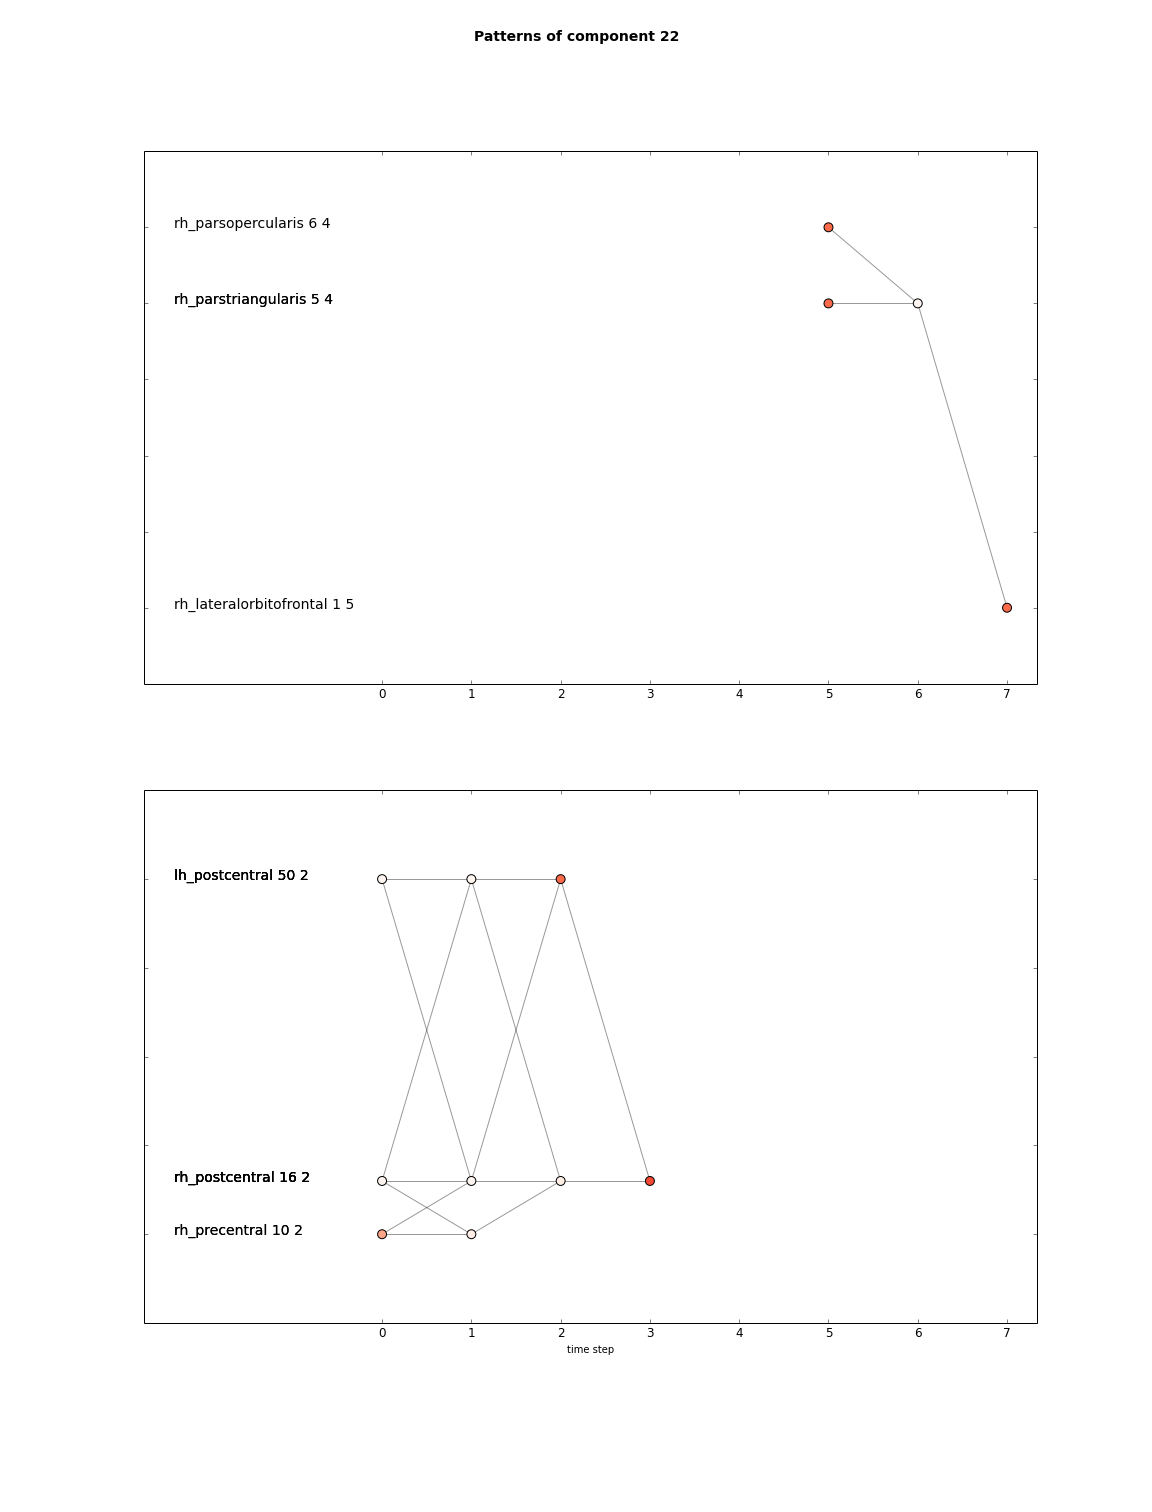 Patterns of component 22
rh_parsopercularis 6 4
rh_parstriangularis 5 4
rh_lateralorbitofrontal 1 5
0 1 2 3 4 5 6 7
lh_postcentral 50 2
rh_postcentral 16 2
rh_precentral 10 2
0 1 2 3 4 5 6 7
time step